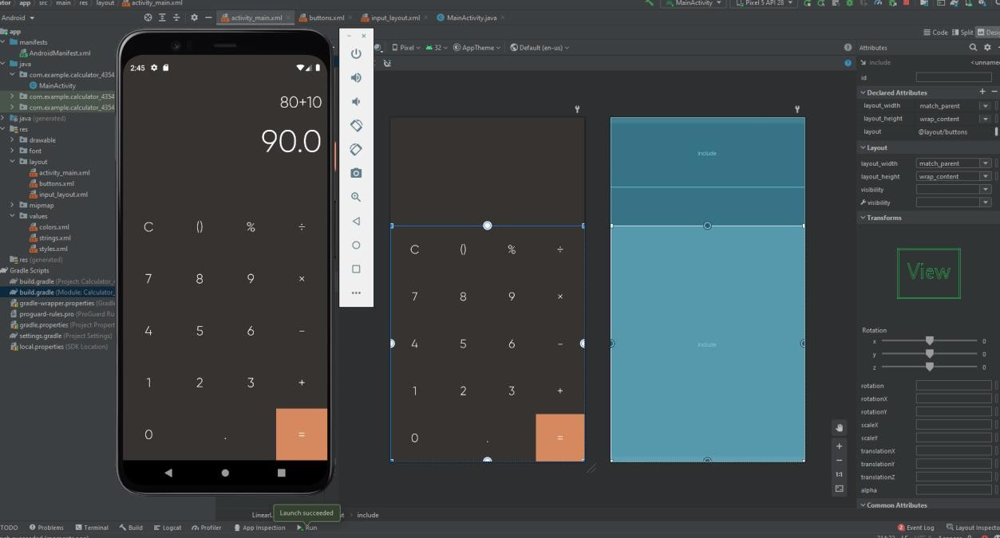 ator app src main res layout activity_main.xml MainActivity Pixel 5 API 28
Android activity_main.xml buttons.xml input_layout.xml MainActivity.java
app
manifests
AndroidManifest.xml
java
com.example.calculator_4354
MainActivity
com.example.calculator_4354
com.example.calculator_4354
java (generated)
res
drawable
font
layout
activity_main.xml
buttons.xml
input_layout.xml
mipmap
values
colors.xml
strings.xml
styles.xml
res (generated)
Gradle Scripts
build.gradle (Project: Calculator_
build.gradle (Module: Calculator_
gradle-wrapper.properties (Gradle
proguard-rules.pro (ProGuard Ru
gradle.properties (Project Propert
settings.gradle (Project Settings)
local.properties (SDK Location)
2:45
80+10
90.0
C () % ÷
7 8 9 ×
4 5 6 -
1 2 3 +
0 . =
Code Split Desi
Pixel 32 AppTheme Default (en-us)
include
C () % ÷
7 8 9 ×
4 5 6 -
1 2 3 +
0 . =
include
1:1
Attributes
include <unname
id
Declared Attributes
layout_width match_parent
layout_height wrap_content
layout @layout/buttons
Layout
layout_width match_parent
layout_height wrap_content
visibility
visibility
Transforms
View
Rotation
x 0
y 0
z 0
rotation
rotationX
rotationY
scaleX
scaleY
translationX
translationY
translationZ
alpha
Common Attributes
LinearL ut include
Launch succeeded
TODO Problems Terminal Build Logcat Profiler App Inspection Run 2 Event Log Layout Inspecto